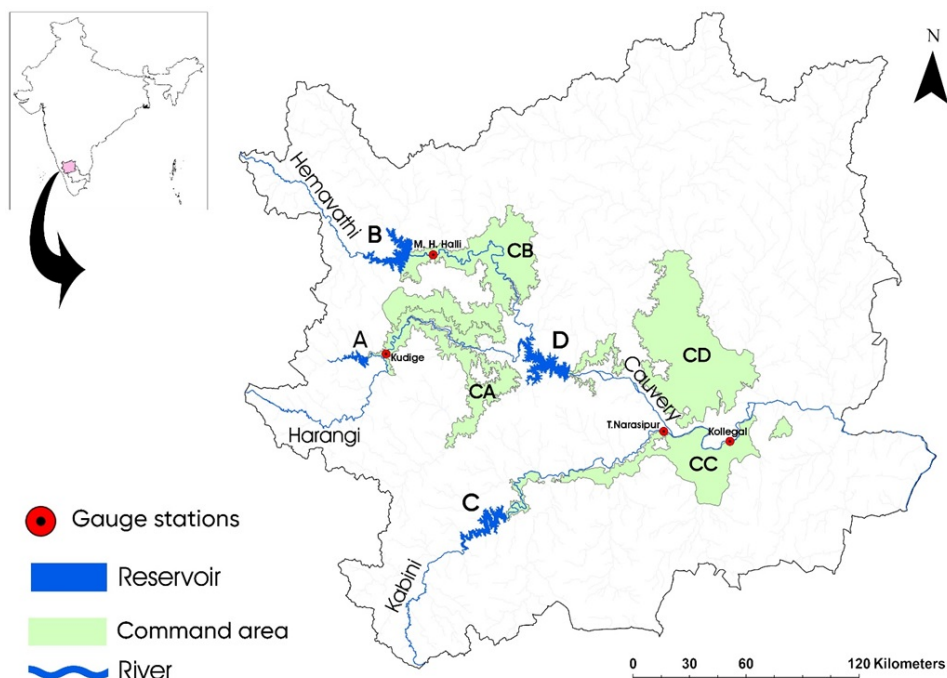 N
Hemavathi
B
M. H. Halli
CB
A
Kudige
D
CD
CA
Cauvery
Harangi
T.Narasipur
Kollegal
CC
C
Kabini
Gauge stations
Reservoir
Command area
River
0 30 60 120 Kilometers